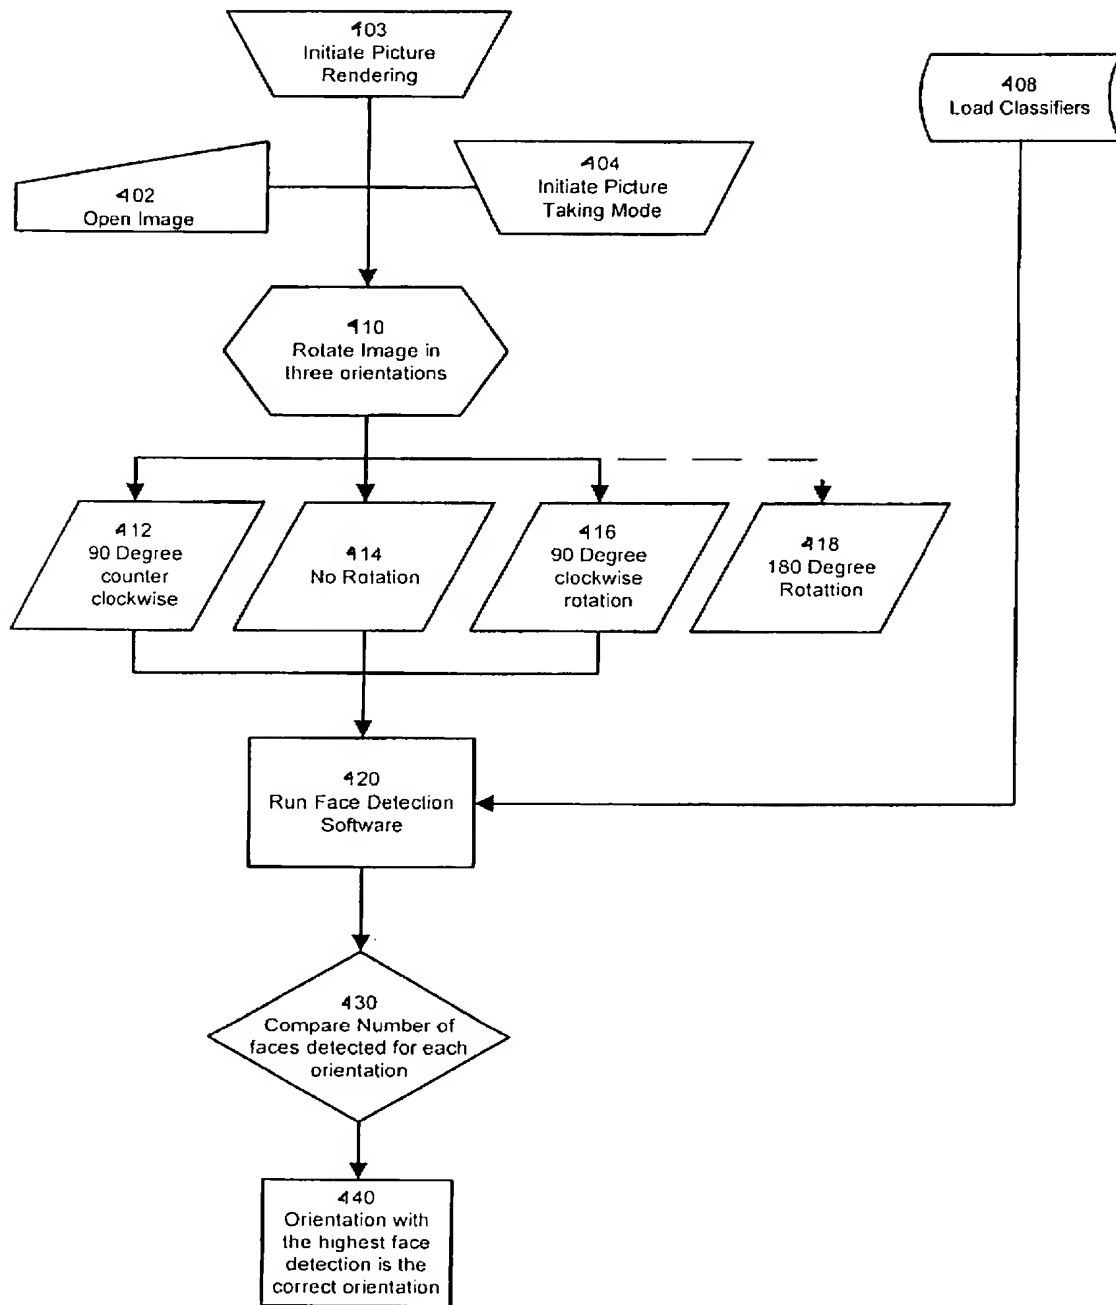 403
Initiate Picture
Rendering
408
Load Classifiers
402
Open Image
404
Initiate Picture
Taking Mode
410
Rotate Image in
three orientations
412
90 Degree
counter
clockwise
414
No Rotation
416
90 Degree
clockwise
rotation
418
180 Degree
Rotattion
420
Run Face Detection
Software
430
Compare Number of
faces detected for each
orientation
440
Orientation with
the highest face
detection is the
correct orientation